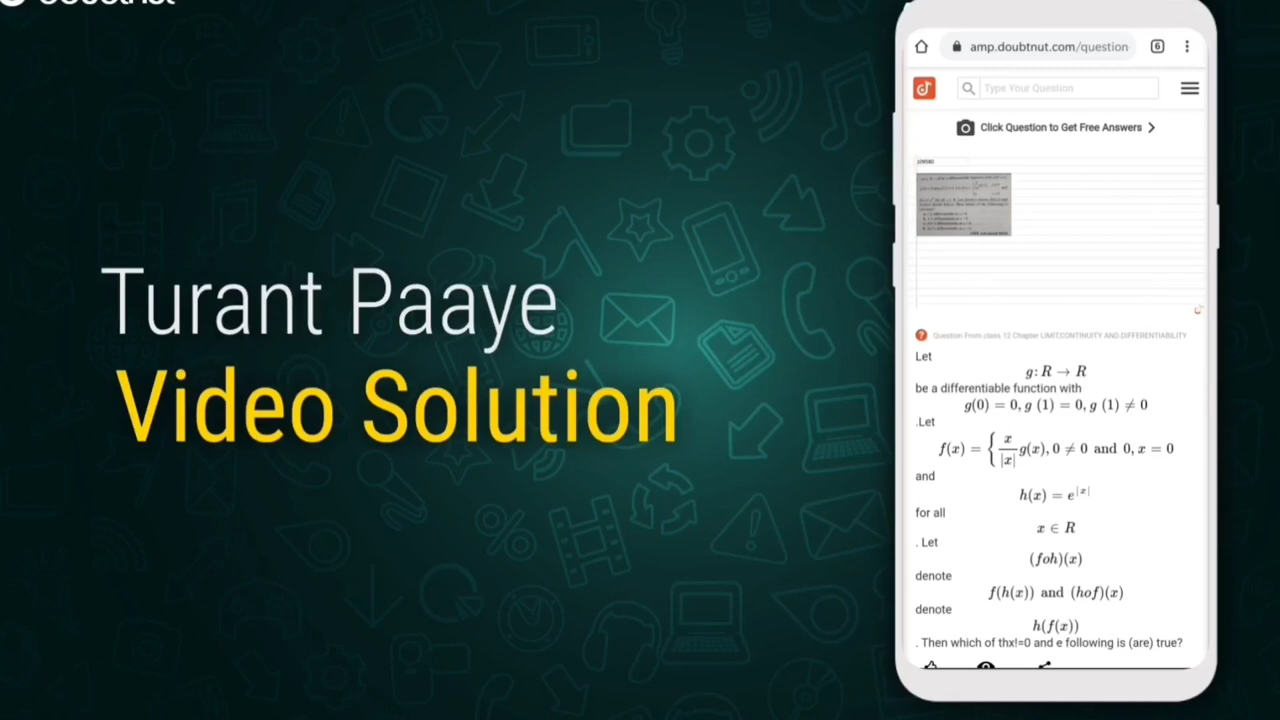 Turant Paaye
Video Solution
amp.doubtnut.com/question
6
Type Your Question
Click Question to Get Free Answers
Question From class 12 Chapter LIMIT,CONTINUITY AND DIFFERENTIABILITY
Let
g: R → R
be a differentiable function with
g(0) = 0, g (1) = 0, g (1) ≠ 0
.Let
f(x) = { x/|x| g(x), 0 ≠ 0 and 0, x = 0
and
h(x) = e^|x|
for all
x ∈ R
. Let
(foh)(x)
denote
f(h(x)) and (hof)(x)
denote
h(f(x))
. Then which of thx!=0 and e following is (are) true?